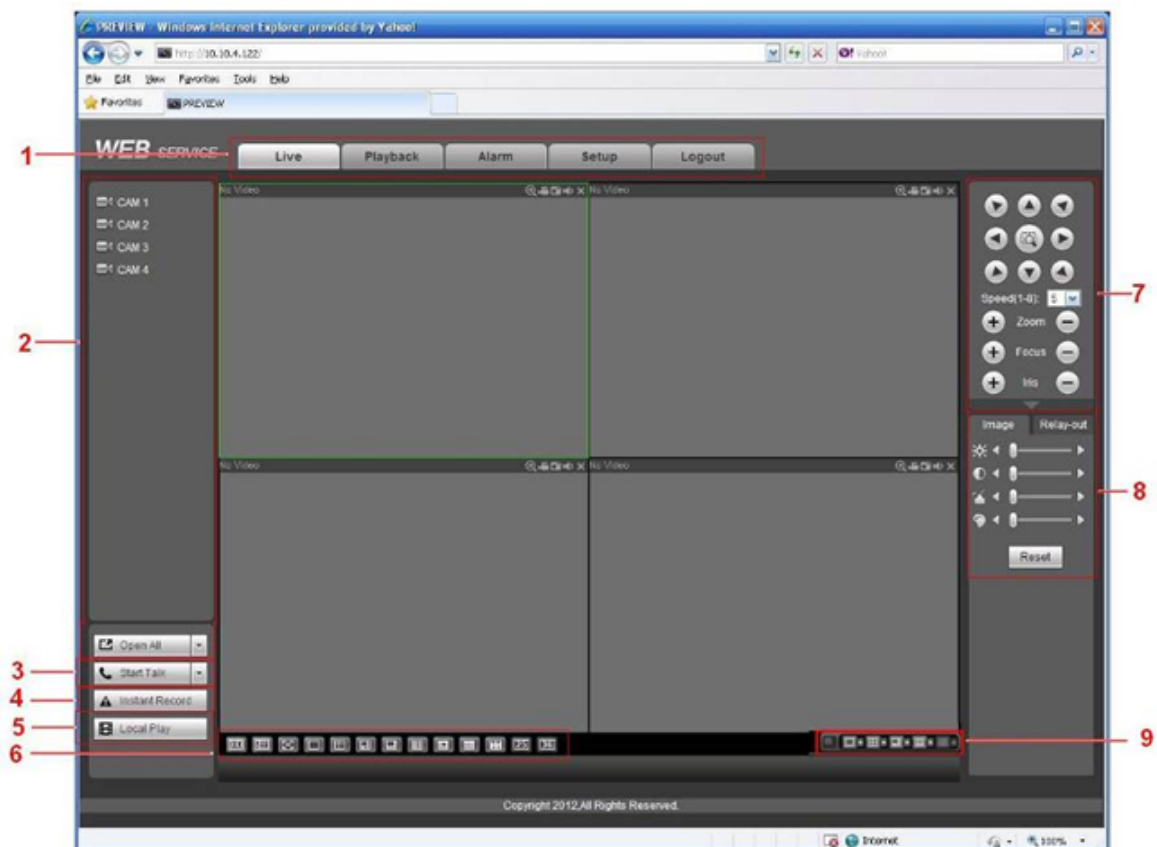 PREVIEW - Windows Internet Explorer provided by Yahoo!
http://10.10.4.122/
Yahoo!
File Edit View Favorites Tools Help
Favorites PREVIEW
WEB SERVICE
1
Live Playback Alarm Setup Logout
No Video
No Video
CAM 1
CAM 2
CAM 3
CAM 4
2
Speed(1-8): 5
7
Zoom
Focus
Iris
Image Relay-out
No Video
No Video
8
Reset
Open All
3
Start Talk
4
Instant Record
5
Local Play
6
9
Copyright 2012,All Rights Reserved.
Internet
100%